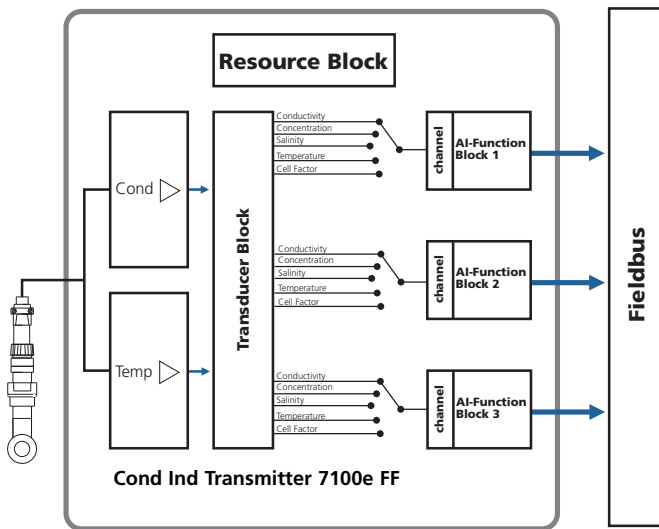 Resource Block
Cond
Temp
Transducer Block
Conductivity
Concentration
Salinity
Temperature
Cell Factor
channel
AI-Function
Block 1
Conductivity
Concentration
Salinity
Temperature
Cell Factor
channel
AI-Function
Block 2
Conductivity
Concentration
Salinity
Temperature
Cell Factor
channel
AI-Function
Block 3
Fieldbus
Cond Ind Transmitter 7100e FF